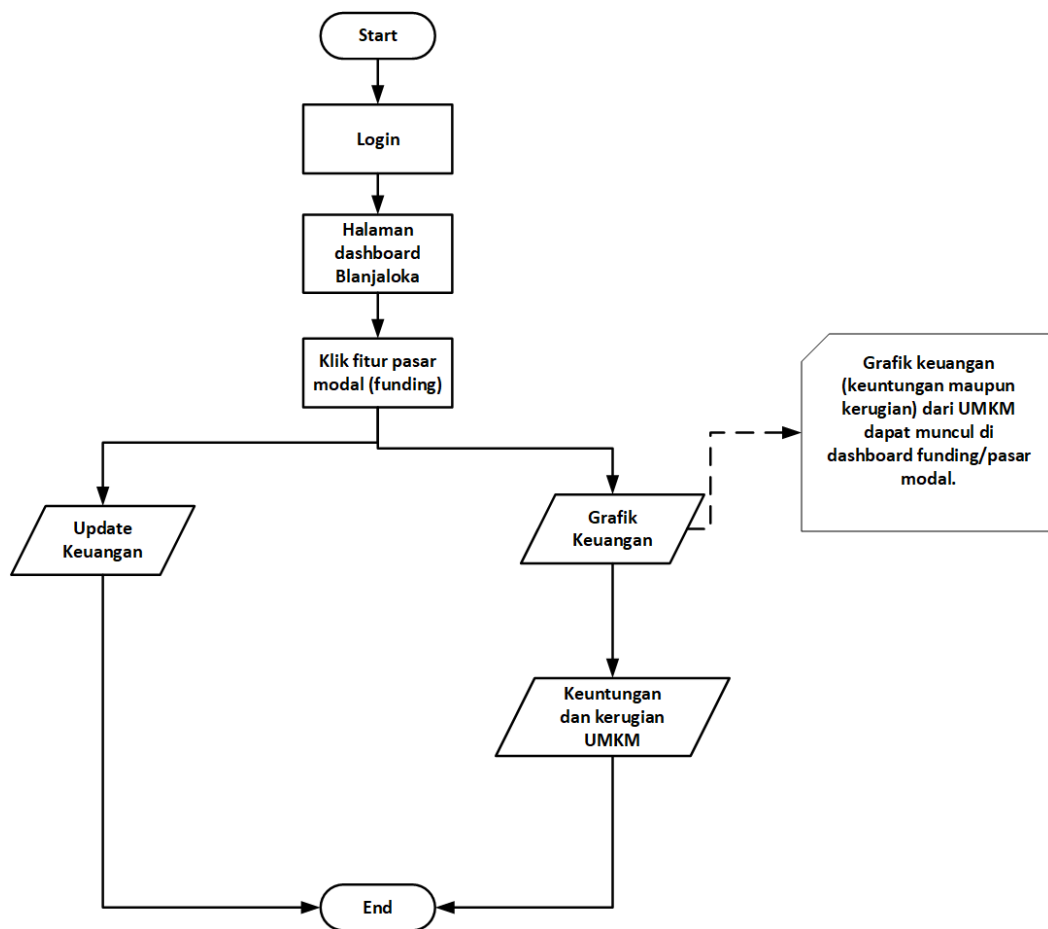 Start
Login
Halaman
dashboard
Blanjaloka
Klik fitur pasar
modal (funding)
Grafik keuangan
(keuntungan maupun
kerugian) dari UMKM
dapat muncul di
dashboard funding/pasar
modal.
Update
Keuangan
Grafik
Keuangan
Keuntungan
dan kerugian
UMKM
End